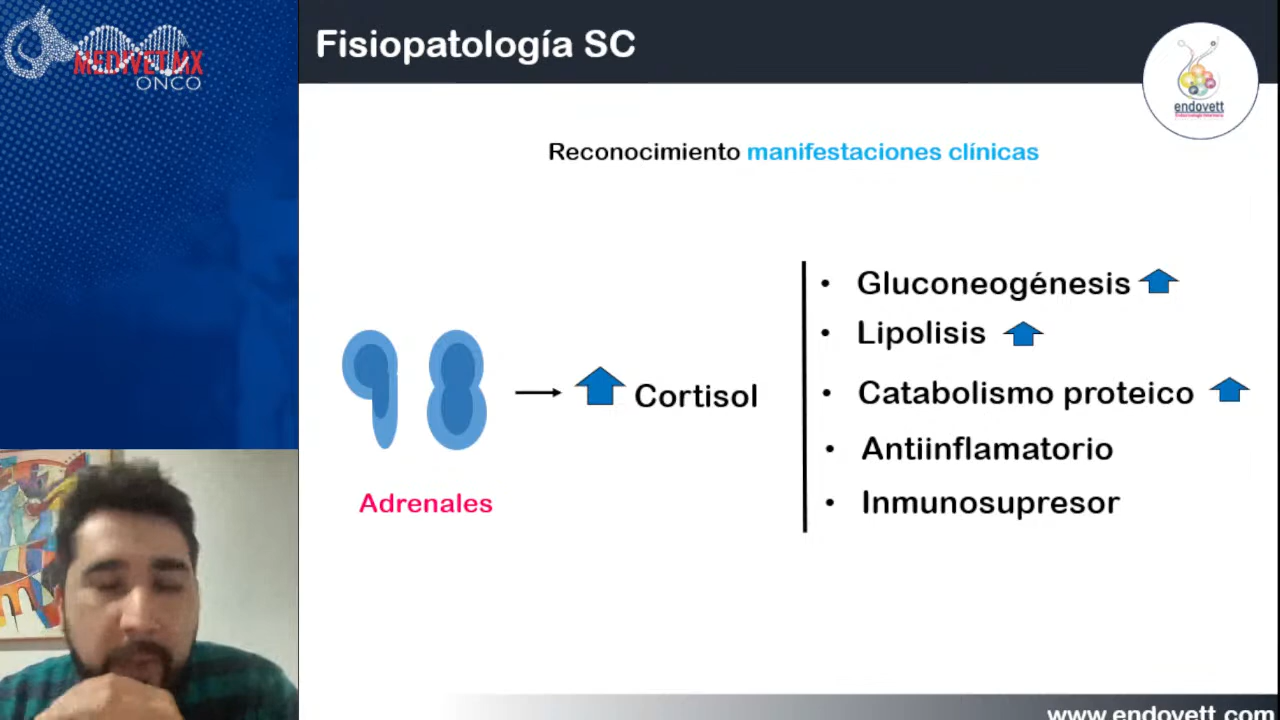 MEDIVET.MX
ONCO
Fisiopatología SC
endovett
Reconocimiento manifestaciones clínicas
• Gluconeogénesis
• Lipolisis
• Catabolismo proteico
Cortisol
• Antiinflamatorio
• Inmunosupresor
Adrenales
www.endovett.com